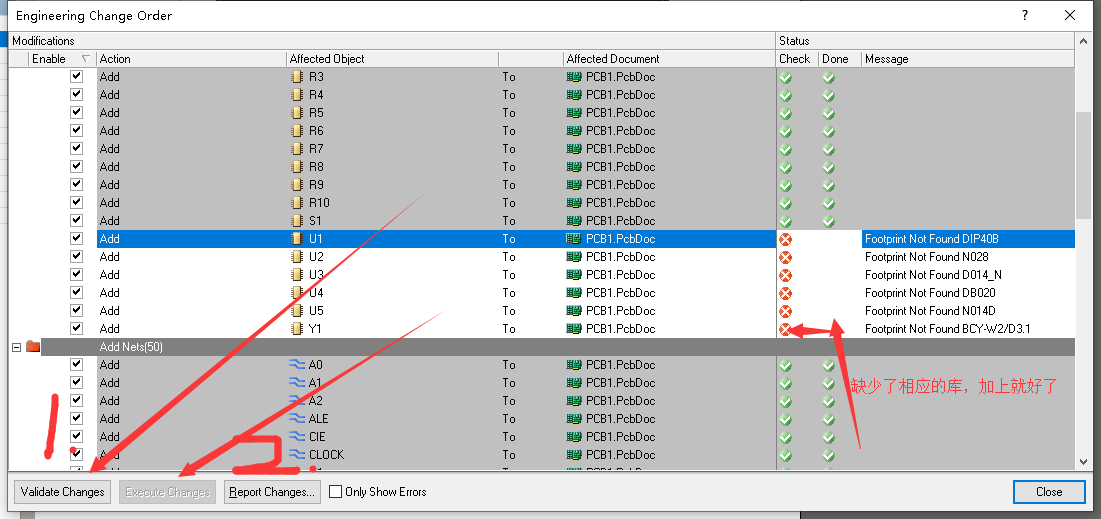 Engineering Change Order
Modifications Status
Enable Action Affected Object Affected Document Check Done Message
Add R3 To PCB1.PcbDoc
Add R4 To PCB1.PcbDoc
Add R5 To PCB1.PcbDoc
Add R6 To PCB1.PcbDoc
Add R7 To PCB1.PcbDoc
Add R8 To PCB1.PcbDoc
Add R9 To PCB1.PcbDoc
Add R10 To PCB1.PcbDoc
Add S1 To PCB1.PcbDoc
Add U1 To PCB1.PcbDoc Footprint Not Found DIP40B
Add U2 To PCB1.PcbDoc Footprint Not Found N028
Add U3 To PCB1.PcbDoc Footprint Not Found D014_N
Add U4 To PCB1.PcbDoc Footprint Not Found DB020
Add U5 To PCB1.PcbDoc Footprint Not Found N014D
Add Y1 To PCB1.PcbDoc Footprint Not Found BCY-W2/D3.1
Add Nets(50)
Add A0 To PCB1.PcbDoc
Add A1 To PCB1.PcbDoc
缺少了相应的库，加上就好了
Add A2 To PCB1.PcbDoc
Add ALE To PCB1.PcbDoc
1.
Add CIE To PCB1.PcbDoc
Add CLOCK To PCB1.PcbDoc
2.
Validate Changes Execute Changes Report Changes... Only Show Errors Close